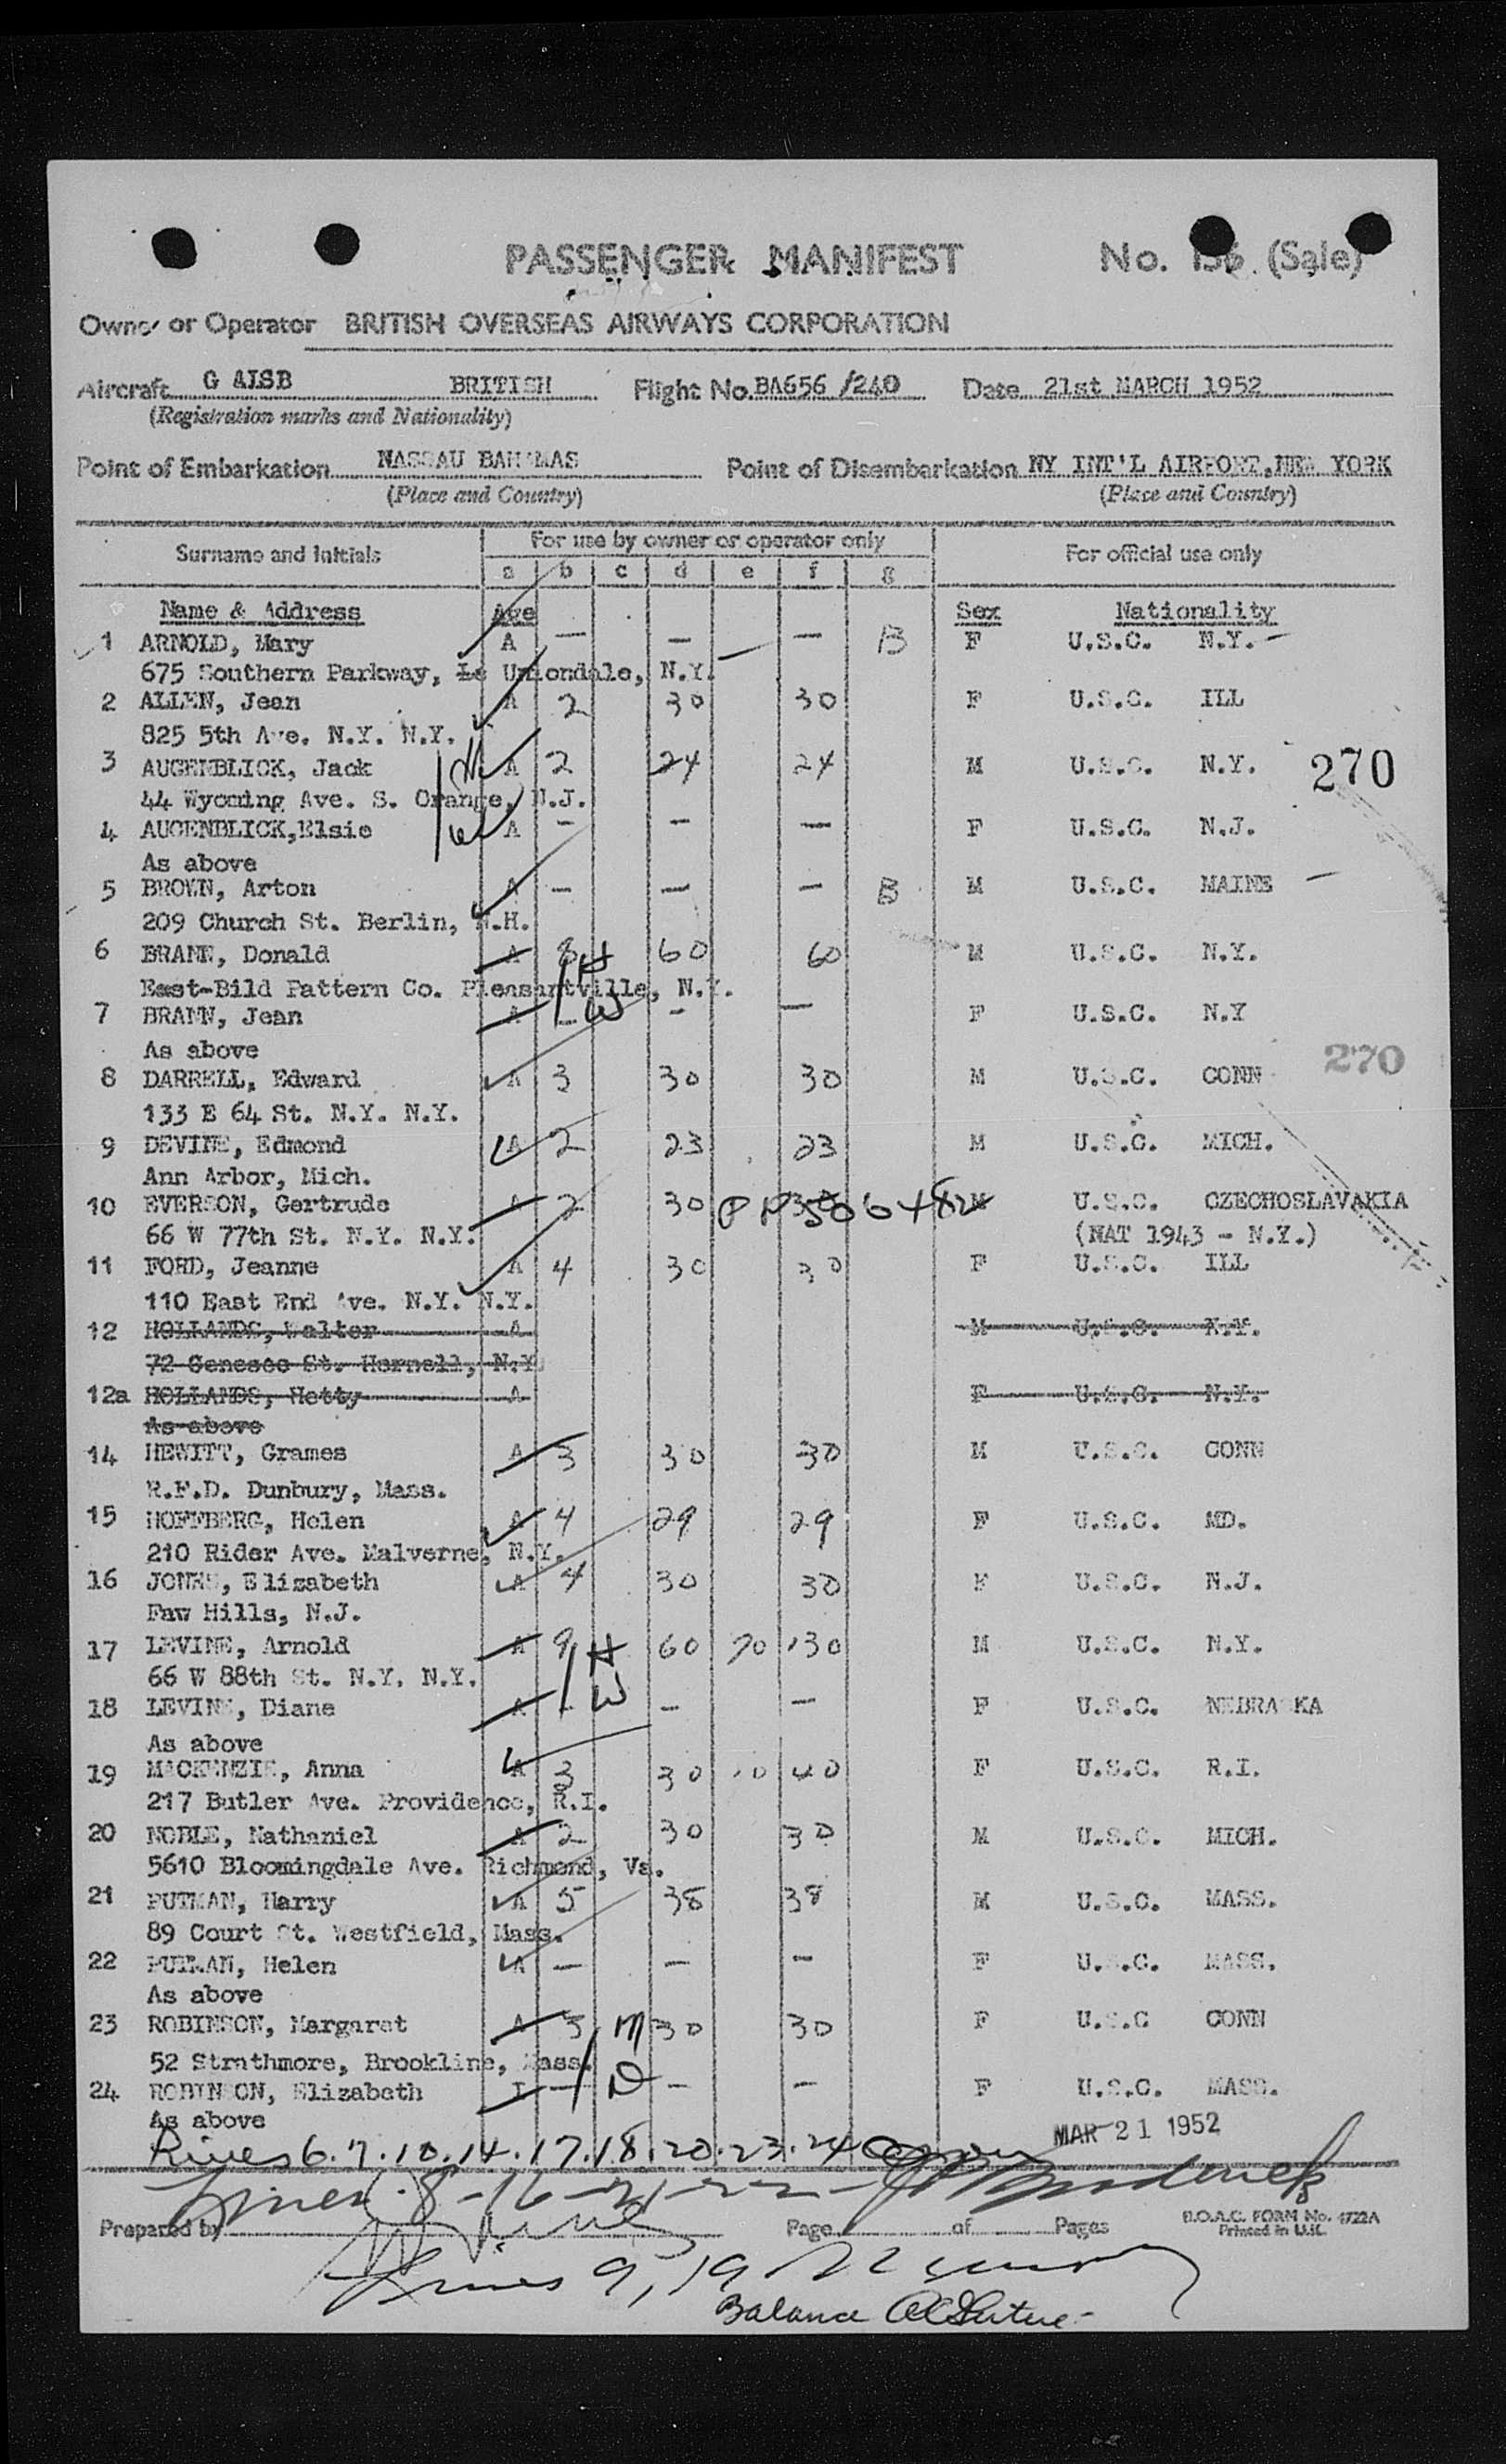 PASSENGER MANIFEST No. 156 (Sale)
Owner or Operator BRITISH OVERSEAS AIRWAYS CORPORATION
Aircraft G AISB BRITISH Flight No. BA656 /240 Date 21st MARCH 1952
(Registration marks and Nationality)
Point of Embarkation NASSAU BAHAMAS Point of Disembarkation NY INT'L AIRPORT, NEW YORK
(Place and Country) (Place and Country)
Surname and Initials For use by owner or operator only For official use only
a b c d e f g
Name & Address Age Sex Nationality
1 ARNOLD, Mary A — — — B F U.S.C. N.Y. —
675 Southern Parkway, Uniondale, N.Y.
2 ALLEN, Jean A 2 30 30 F U.S.C. ILL
825 5th Ave. N.Y. N.Y.
3 AUGENBLICK, Jack H A 2 24 24 M U.S.C. N.Y. 270
44 Wyoming Ave. S. Orange, N.J.
4 AUGENBLICK, Elsie W A - - — F U.S.C. N.J.
As above
5 BROWN, Arton A — — — B M U.S.C. MAINE —
209 Church St. Berlin, N.H.
6 BRANN, Donald A 8 H 60 60 M U.S.C. N.Y.
East-Bild Pattern Co. Pleasantville, N.Y.
7 BRANN, Jean A - W - — F U.S.C. N.Y
As above 270
8 DARRELL, Edward A 3 30 30 M U.S.C. CONN
133 E 64 St. N.Y. N.Y.
9 DEVINE, Edmond A 2 23 23 M U.S.C. MICH.
Ann Arbor, Mich.
10 EVERSON, Gertrude A 2 30 PP 30 M U.S.C. CZECHOSLAVAKIA
66 W 77th St. N.Y. N.Y. (NAT 1943 - N.Y.)
11 FORD, Jeanne A 4 30 30 F U.S.C. ILL
110 East End Ave. N.Y. N.Y.
12 HOLLANDS, Walter A M U.S.C. N.Y.
72 Genesee St. Hornell, N.Y.
12a HOLLANDS, Hetty A F U.S.C. N.Y.
As above
14 HEWITT, Grames A 3 30 30 M U.S.C. CONN
R.F.D. Dunbury, Mass.
15 HOFFBERG, Helen A 4 29 29 F U.S.C. MD.
210 Rider Ave. Malverne, N.Y.
16 JONES, Elizabeth A 4 30 30 F U.S.C. N.J.
Faw Hills, N.J.
17 LEVINE, Arnold A 9 H 60 70 130 M U.S.C. N.Y.
66 W 88th St. N.Y. N.Y.
18 LEVINE, Diane A - W — — F U.S.C. NEBRASKA
As above
19 MACKENZIE, Anna A 3 30 10 40 F U.S.C. R.I.
217 Butler Ave. Providence, R.I.
20 NOBLE, Nathaniel A 2 30 30 M U.S.C. MICH.
5610 Bloomingdale Ave. Richmond, Va.
21 PUTMAN, Harry A 5 38 38 M U.S.C. MASS.
89 Court St. Westfield, Mass.
22 PUTMAN, Helen A — — — F U.S.C. MASS.
As above
23 ROBINSON, Margaret A 5 M 30 30 F U.S.C CONN
52 Strathmore, Brookline, Mass.
24 ROBINSON, Elizabeth I — D — — F U.S.C. MASS.
As above MAR 21 1952
6.7.10.14.17.18.20.23.24
Lines 8-16-21-22-
Prepared by Page of Pages B.O.A.C. FORM No. 4722A
Printed in U.K.
Lines 9, 19
Balance